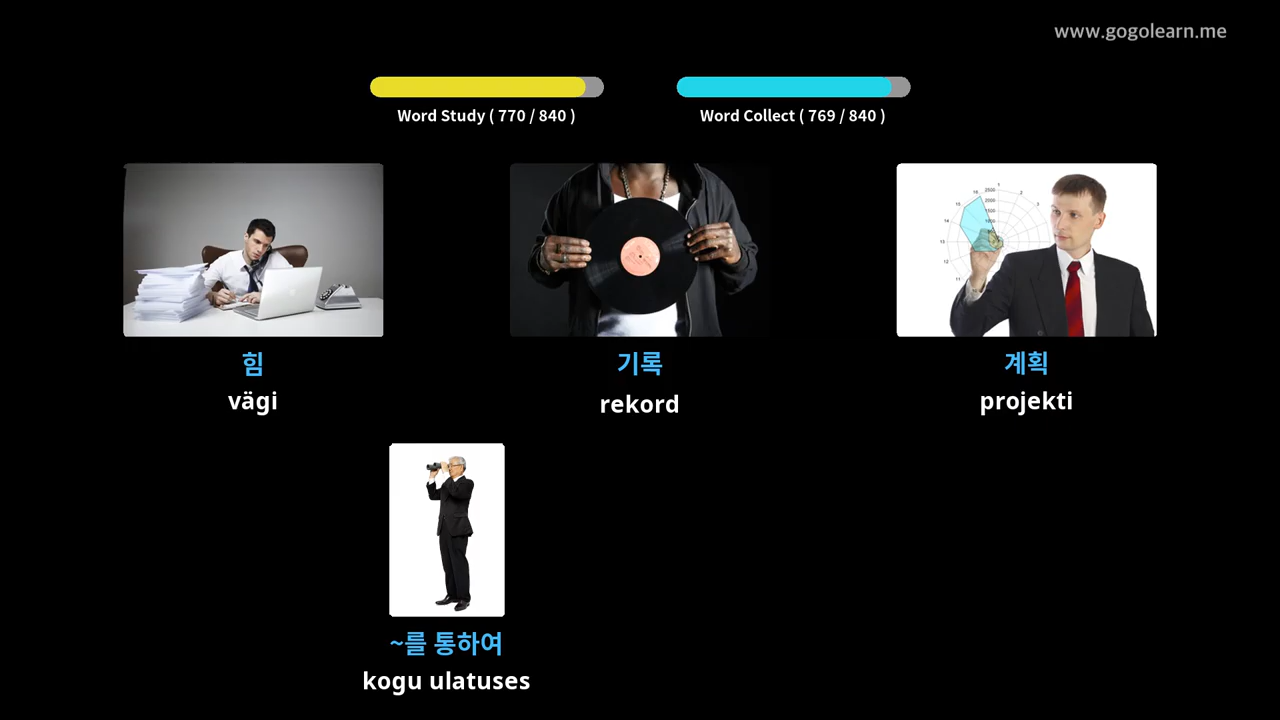 www.gogolearn.me
Word Study ( 770 / 840 )
Word Collect ( 769 / 840 )
힘
vägi
기록
rekord
계획
projekti
~를 통하여
kogu ulatuses